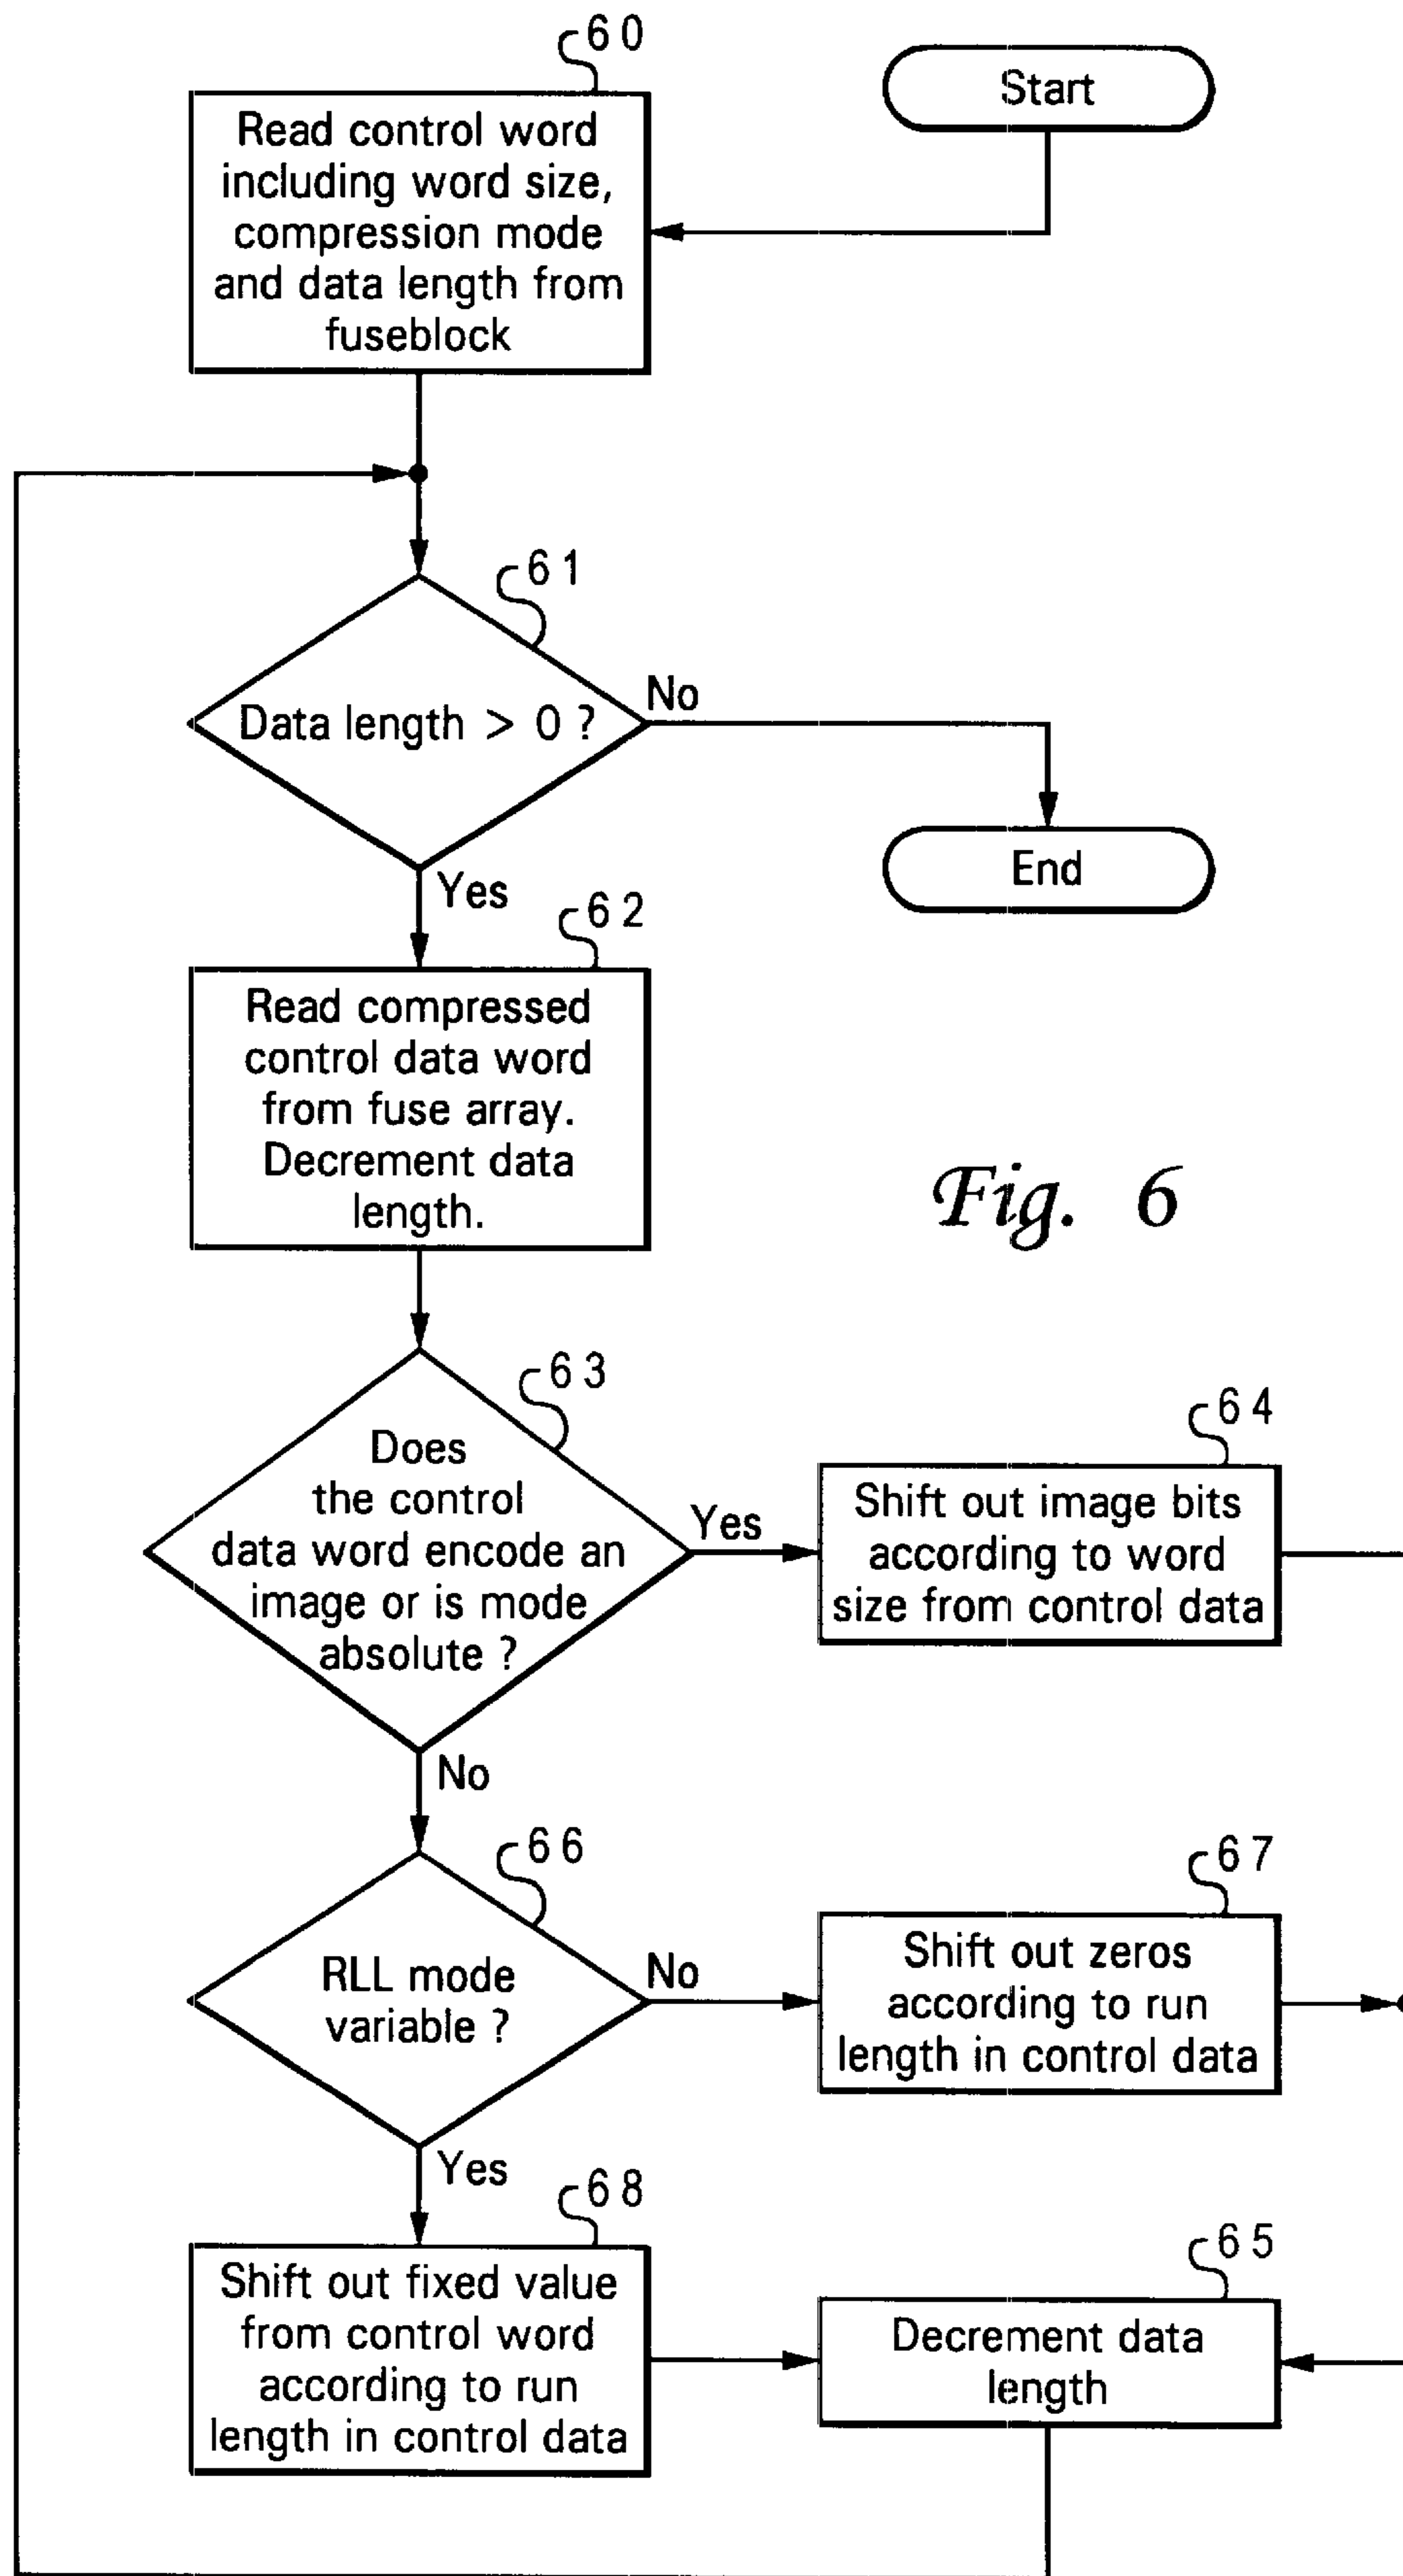 60
Start
Read control word
including word size,
compression mode
and data length from
fuseblock
61
Data length > 0 ?
No
Yes
End
62
Read compressed
control data word
from fuse array.
Decrement data
length.
Fig. 6
63
Does
the control
data word encode an
image or is mode
absolute ?
Yes
No
64
Shift out image bits
according to word
size from control data
66
RLL mode
variable ?
No
Yes
67
Shift out zeros
according to run
length in control data
68
Shift out fixed value
from control word
according to run
length in control data
65
Decrement data
length